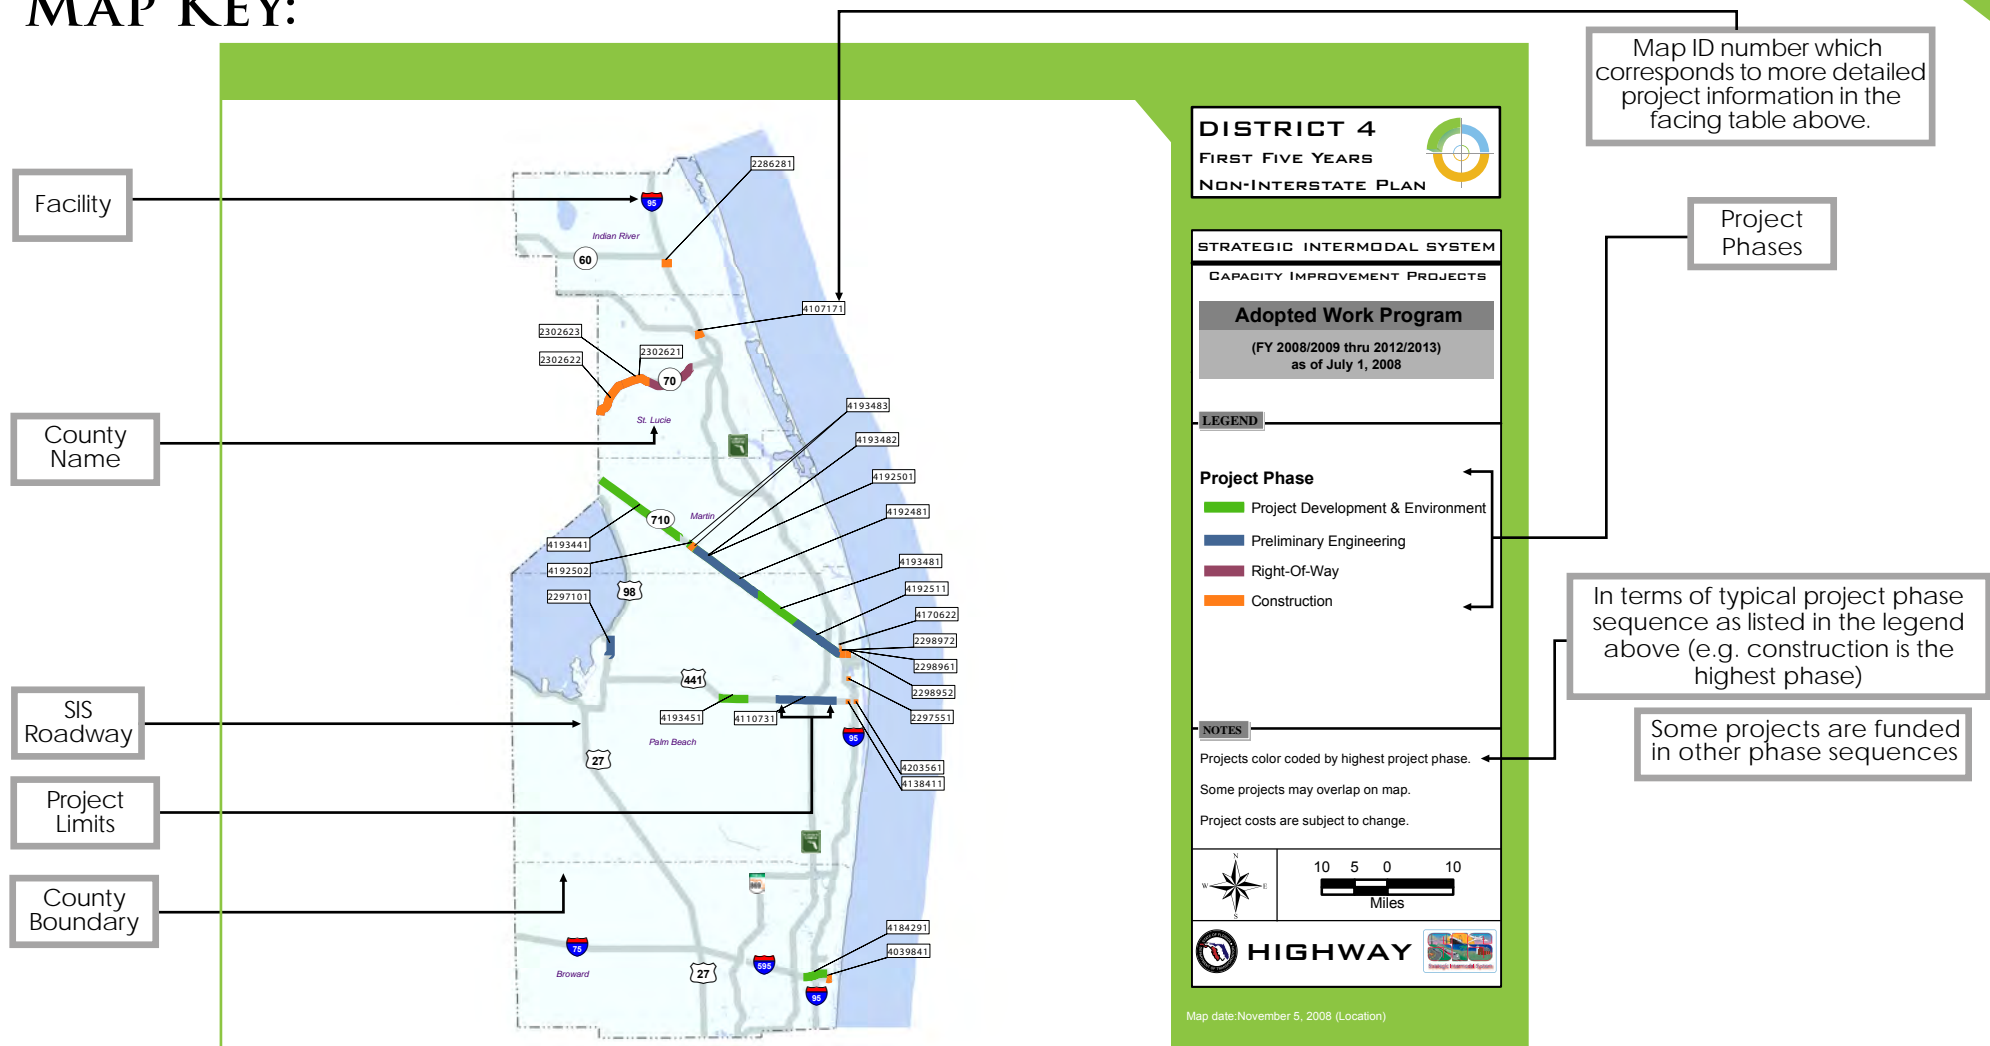 MAP KEY:
Map ID number which
corresponds to more detailed
project information in the
facing table above.
Facility
County
Name
SIS
Roadway
Project
Limits
County
Boundary
Project
Phases
In terms of typical project phase
sequence as listed in the legend
above (e.g. construction is the
highest phase)
Some projects are funded
in other phase sequences
DISTRICT 4
FIRST FIVE YEARS
NON-INTERSTATE PLAN
STRATEGIC INTERMODAL SYSTEM
CAPACITY IMPROVEMENT PROJECTS
Adopted Work Program
(FY 2008/2009 thru 2012/2013)
as of July 1, 2008
LEGEND
Project Phase
Project Development & Environment
Preliminary Engineering
Right-Of-Way
Construction
NOTES
Projects color coded by highest project phase.
Some projects may overlap on map.
Project costs are subject to change.
N
W
E
S
10 5 0 10
Miles
HIGHWAY
SIS
Strategic Intermodal System
Map date:November 5, 2008 (Location)
2286281
95
Indian River
60
4107171
2302623
2302621
2302622
70
St. Lucie
4193483
4193482
4192501
4192481
710
Martin
4193441
4192502
4193481
98
2297101
4192511
4170622
2298972
2298961
441
2298952
2297551
4193451
4110731
95
Palm Beach
27
4203561
4138411
869
4184291
4039841
75
595
27
Broward
95